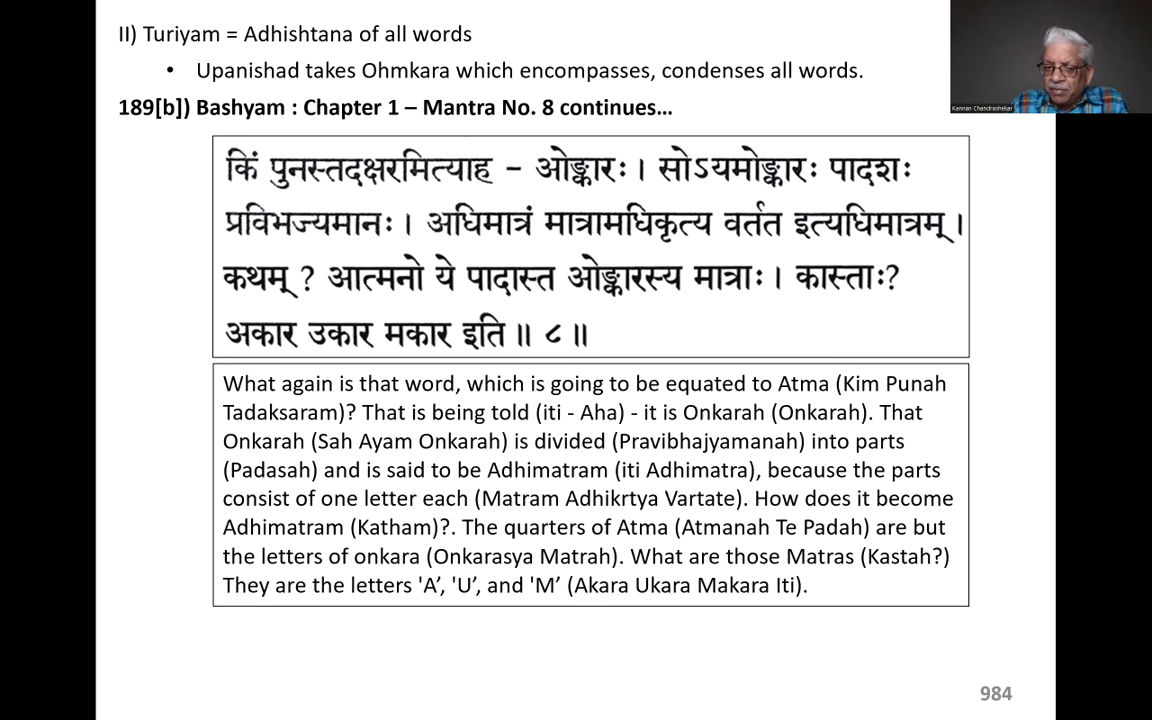 II) Turiyam = Adhishtana of all words
• Upanishad takes Ohmkara which encompasses, condenses all words.
Kannan Chandrashekar
189[b]) Bashyam : Chapter 1 – Mantra No. 8 continues…
किं पुनस्तदक्षरमित्याह – ओङ्कारः । सोऽयमोङ्कारः पादशः
प्रविभज्यमानः । अधिमात्रं मात्रामधिकृत्य वर्तत इत्यधिमात्रम् ।
कथम् ? आत्मनो ये पादास्त ओङ्कारस्य मात्राः । कास्ताः?
अकार उकार मकार इति ॥ ८ ॥
What again is that word, which is going to be equated to Atma (Kim Punah
Tadaksaram)? That is being told (iti - Aha) - it is Onkarah (Onkarah). That
Onkarah (Sah Ayam Onkarah) is divided (Pravibhajyamanah) into parts
(Padasah) and is said to be Adhimatram (iti Adhimatra), because the parts
consist of one letter each (Matram Adhikrtya Vartate). How does it become
Adhimatram (Katham)?. The quarters of Atma (Atmanah Te Padah) are but
the letters of onkara (Onkarasya Matrah). What are those Matras (Kastah?)
They are the letters 'A’, 'U’, and 'M’ (Akara Ukara Makara Iti).
984